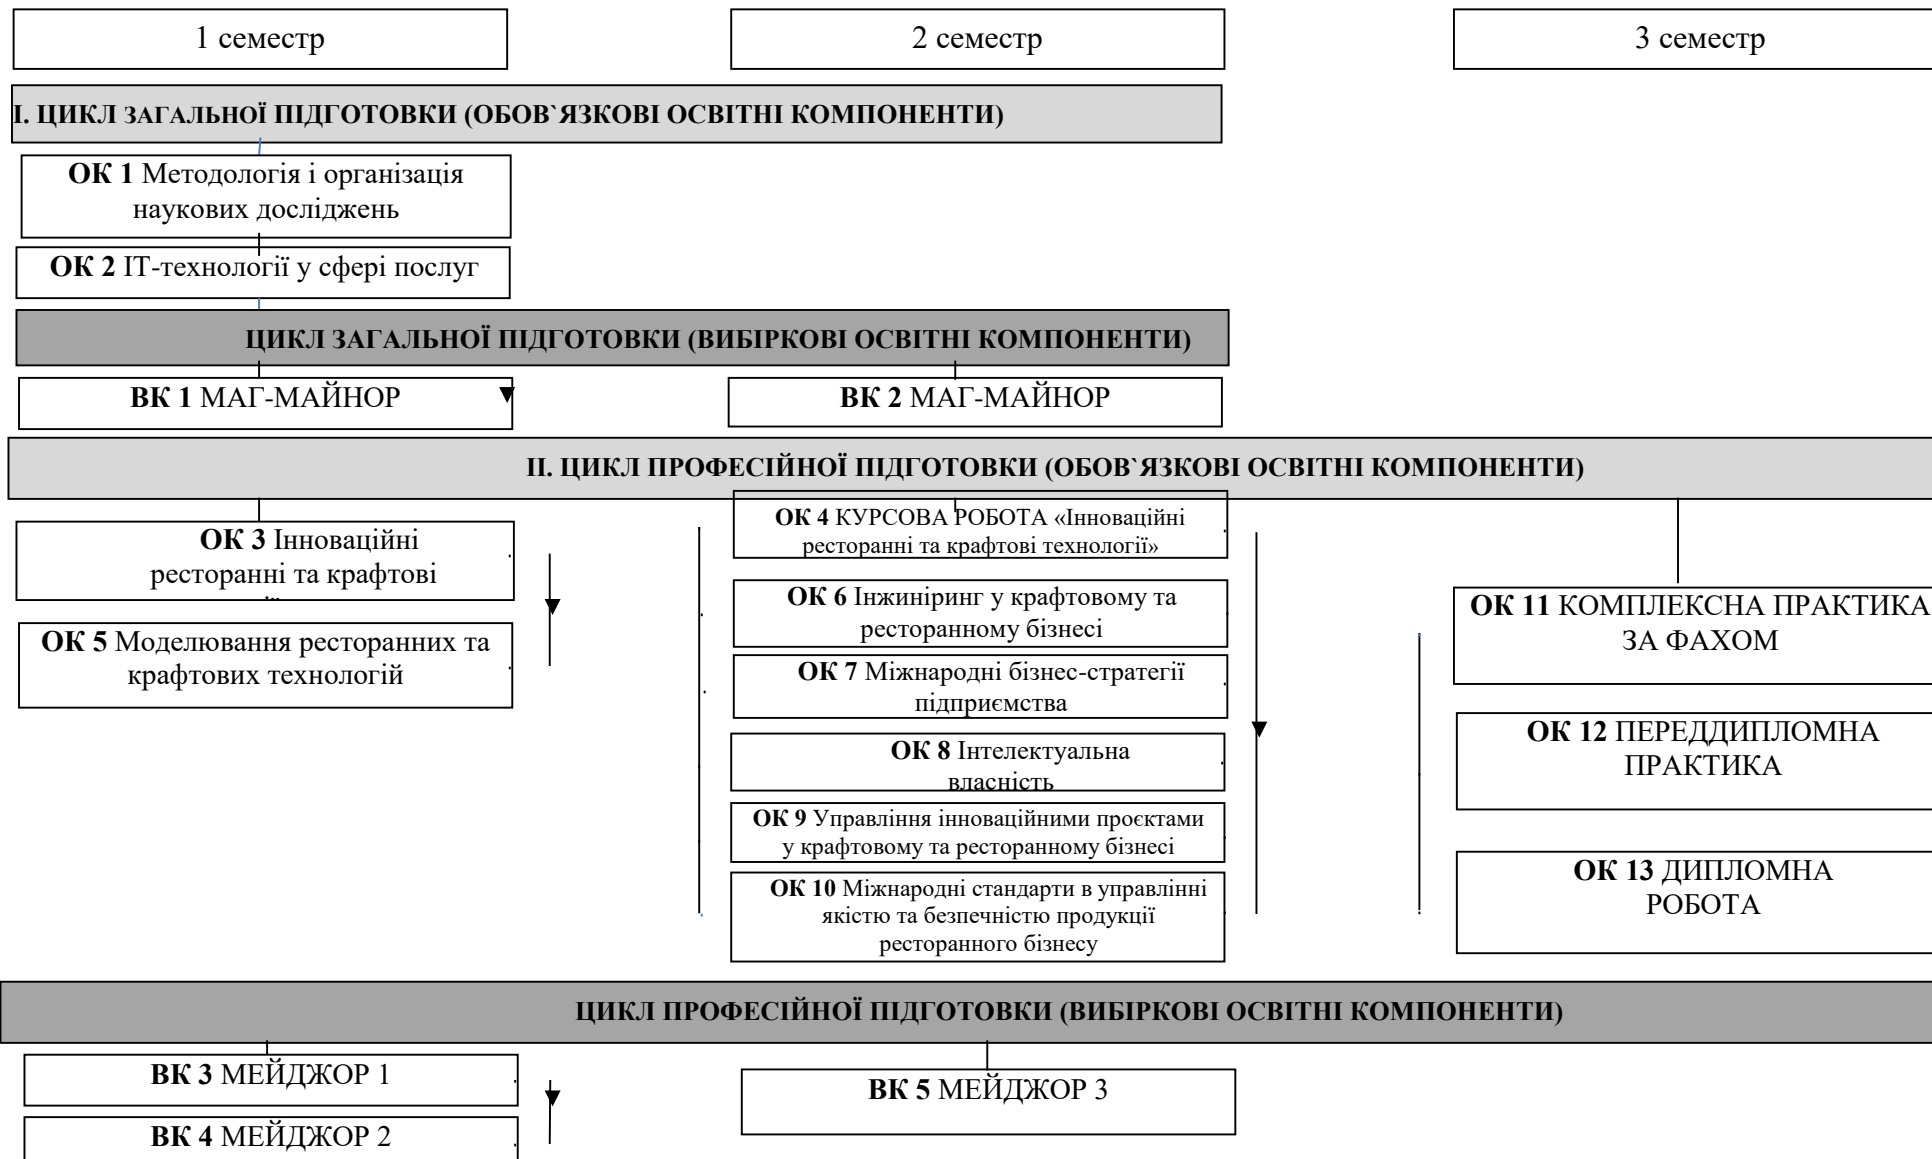 1 семестр
2 семестр
3 семестр
І. ЦИКЛ ЗАГАЛЬНОЇ ПІДГОТОВКИ (ОБОВ`ЯЗКОВІ ОСВІТНІ КОМПОНЕНТИ)
ОК 1 Методологія і організація
наукових досліджень
ОК 2 ІТ-технології у сфері послуг
ЦИКЛ ЗАГАЛЬНОЇ ПІДГОТОВКИ (ВИБІРКОВІ ОСВІТНІ КОМПОНЕНТИ)
ВК 1 МАГ-МАЙНОР
ВК 2 МАГ-МАЙНОР
ІІ. ЦИКЛ ПРОФЕСІЙНОЇ ПІДГОТОВКИ (ОБОВ`ЯЗКОВІ ОСВІТНІ КОМПОНЕНТИ)
ОК 3 Інноваційні
ресторанні та крафтові
ОК 5 Моделювання ресторанних та
крафтових технологій
ОК 4 КУРСОВА РОБОТА «Інноваційні
ресторанні та крафтові технології»
ОК 6 Інжиніринг у крафтовому та
ресторанному бізнесі
ОК 7 Міжнародні бізнес-стратегії
підприємства
ОК 8 Інтелектуальна
власність
ОК 9 Управління інноваційними проєктами
у крафтовому та ресторанному бізнесі
ОК 10 Міжнародні стандарти в управлінні
якістю та безпечністю продукції
ресторанного бізнесу
ОК 11 КОМПЛЕКСНА ПРАКТИКА
ЗА ФАХОМ
ОК 12 ПЕРЕДДИПЛОМНА
ПРАКТИКА
ОК 13 ДИПЛОМНА
РОБОТА
ЦИКЛ ПРОФЕСІЙНОЇ ПІДГОТОВКИ (ВИБІРКОВІ ОСВІТНІ КОМПОНЕНТИ)
ВК 3 МЕЙДЖОР 1
ВК 4 МЕЙДЖОР 2
ВК 5 МЕЙДЖОР 3